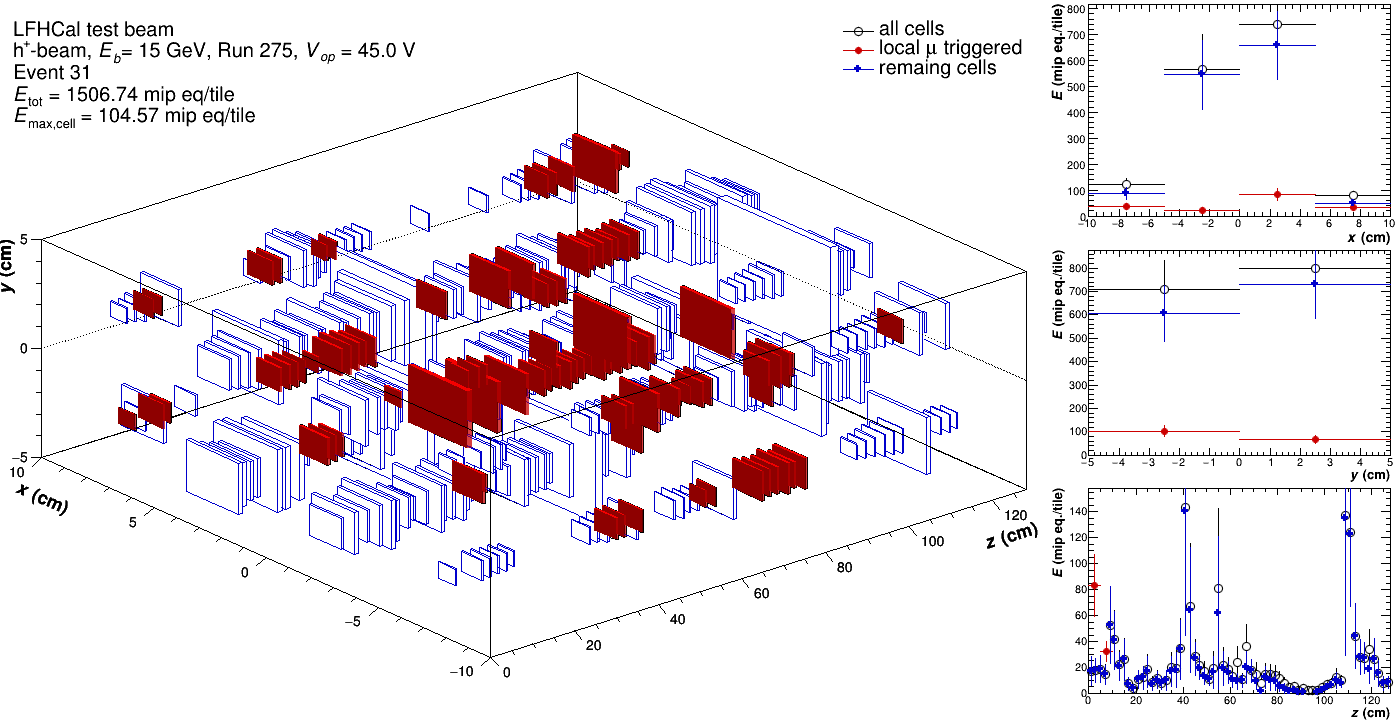 LFHCal test beam
h⁺-beam, E_b= 15 GeV, Run 275, V_op = 45.0 V
Event 31
E_tot = 1506.74 mip eq/tile
E_max,cell = 104.57 mip eq/tile
all cells
local μ triggered
remaing cells
y (cm)
5
0
−5
10
5
0
−5
−10
x (cm)
0
20
40
60
80
100
120
z (cm)
E (mip eq./tile)
800
700
600
500
400
300
200
100
0
−10 −8 −6 −4 −2 0 2 4 6 8 10
x (cm)
E (mip eq./tile)
800
700
600
500
400
300
200
100
0
−5 −4 −3 −2 −1 0 1 2 3 4 5
y (cm)
E (mip eq./tile)
140
120
100
80
60
40
20
0
0 20 40 60 80 100 120
z (cm)